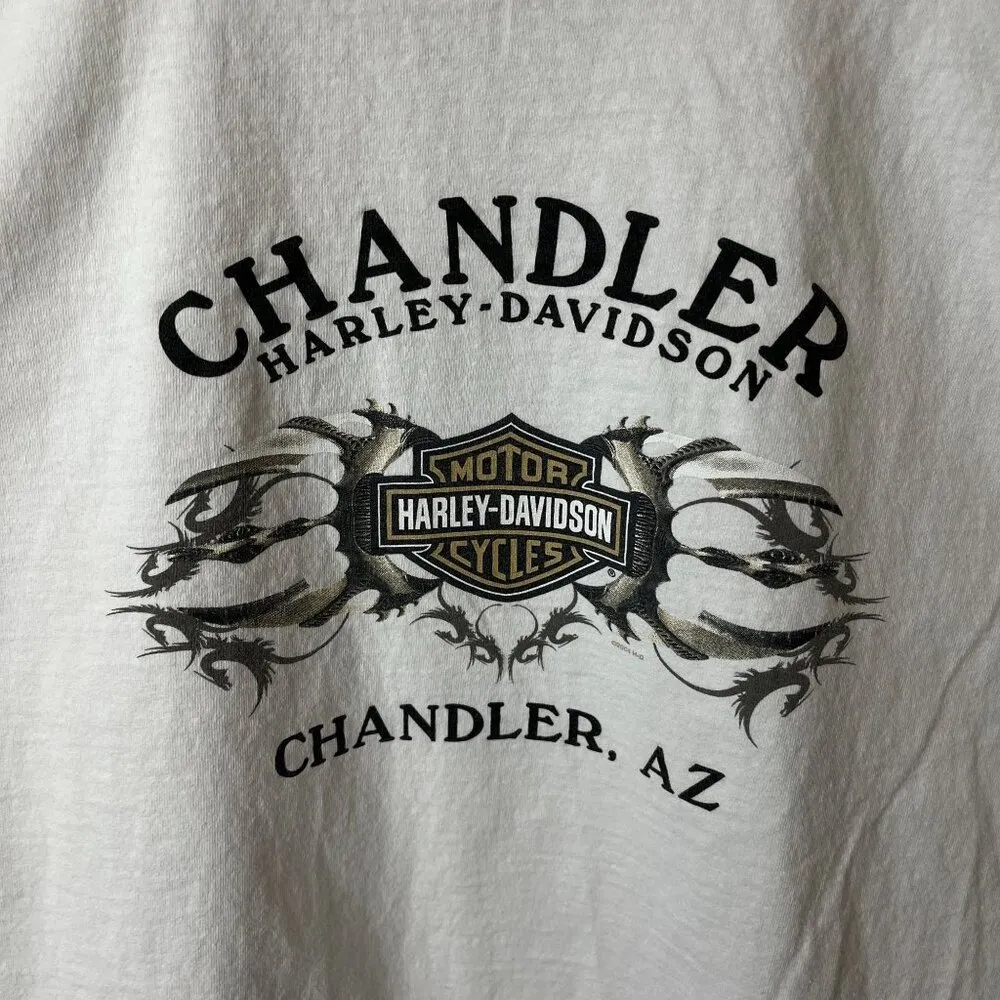 CHANDLER
HARLEY-DAVIDSON
MOTOR
HARLEY-DAVIDSON
CYCLES
®
CHANDLER, AZ